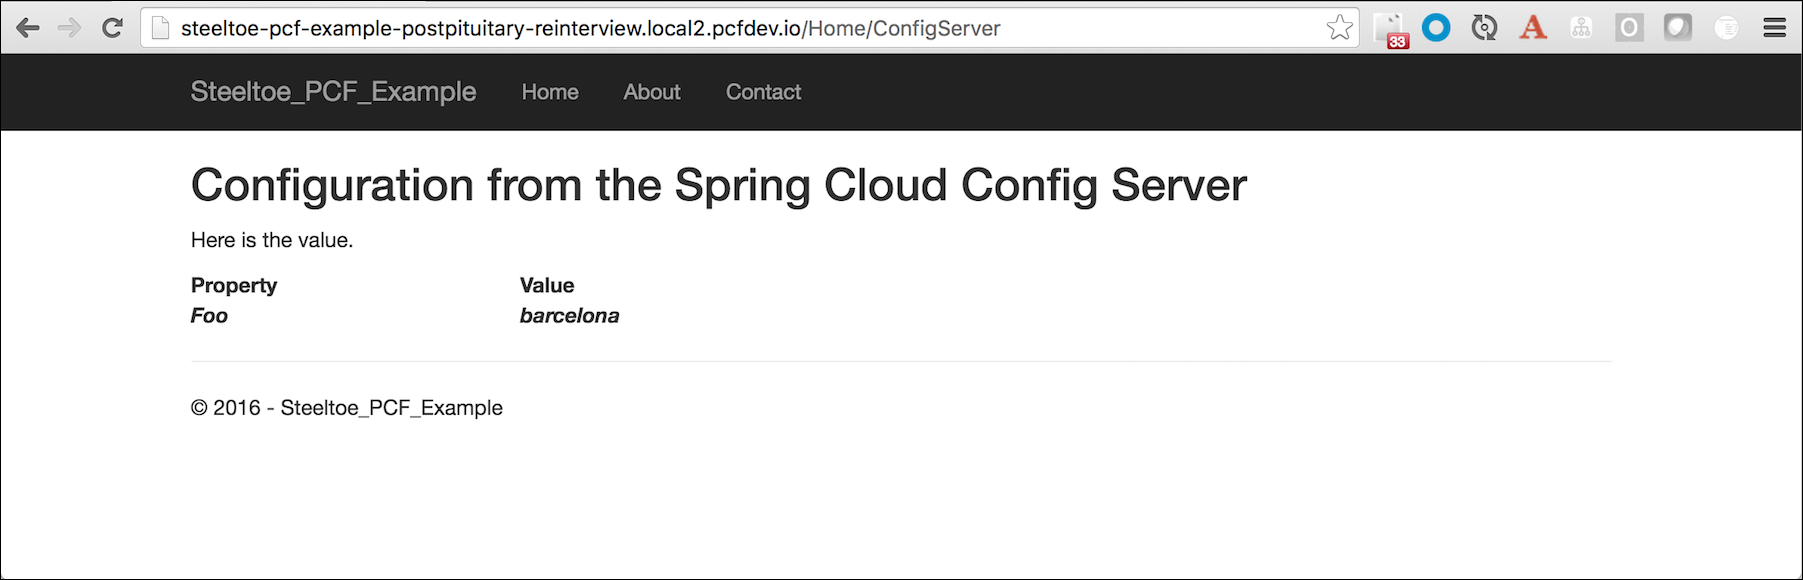 steeltoe-pcf-example-postpituitary-reinterview.local2.pcfdev.io/Home/ConfigServer
33
A
O
Steeltoe_PCF_Example Home About Contact
Configuration from the Spring Cloud Config Server
Here is the value.
Property Value
Foo barcelona
© 2016 - Steeltoe_PCF_Example